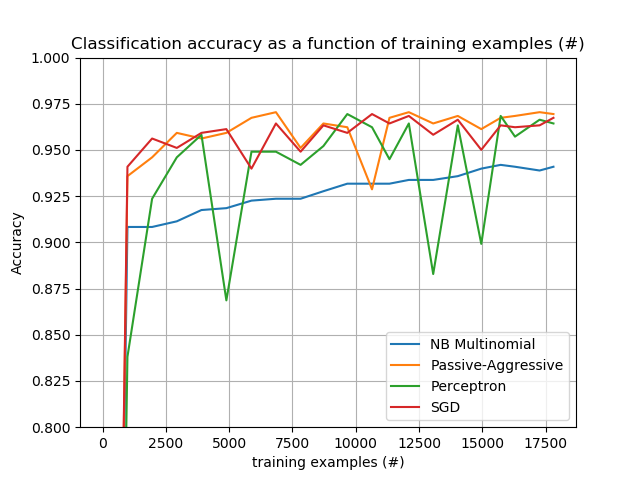 Classification accuracy as a function of training examples (#)
1.000
0.975
0.950
0.925
0.900
0.875
0.850
0.825
0.800
Accuracy
NB Multinomial
Passive-Aggressive
Perceptron
SGD
0 2500 5000 7500 10000 12500 15000 17500
training examples (#)